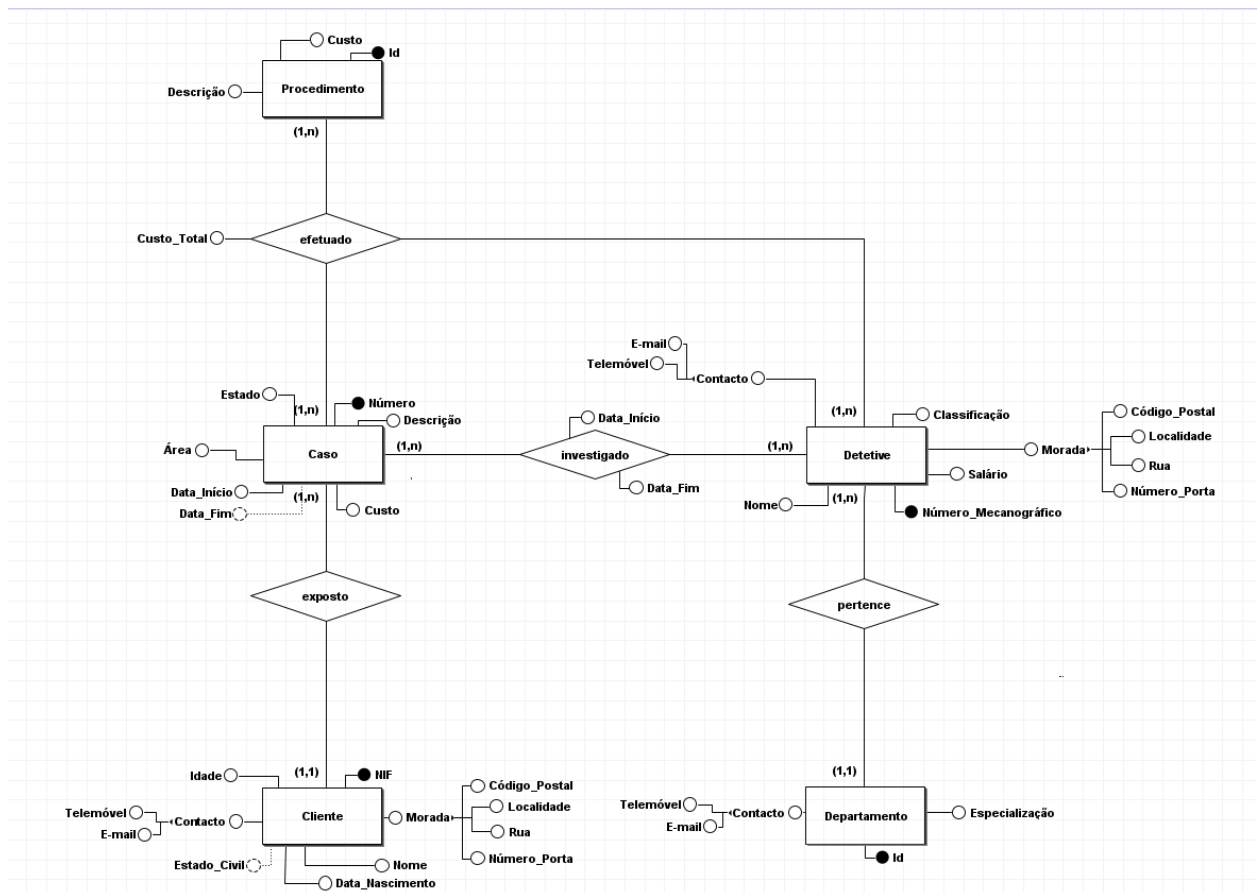 Custo
Id
Descrição
Procedimento
(1,n)
Custo_Total
efetuado
E-mail
Telemóvel
Contacto
Estado
(1,n)
Número
Descrição
(1,n)
Data_Início
(1,n)
(1,n)
Classificação
Código_Postal
Localidade
Morada
Área
Caso
investigado
Detetive
Rua
Salário
Data_Início
(1,n)
Data_Fim
Número_Porta
Data_Fim
Custo
Nome
(1,n)
Número_Mecanográfico
exposto
pertence
Idade
(1,1)
NIF
(1,1)
Código_Postal
Telemóvel
Localidade
Telemóvel
Contacto
Cliente
Morada
Contacto
Departamento
Especialização
E-mail
Rua
E-mail
Estado_Civil
Nome
Número_Porta
Id
Data_Nascimento